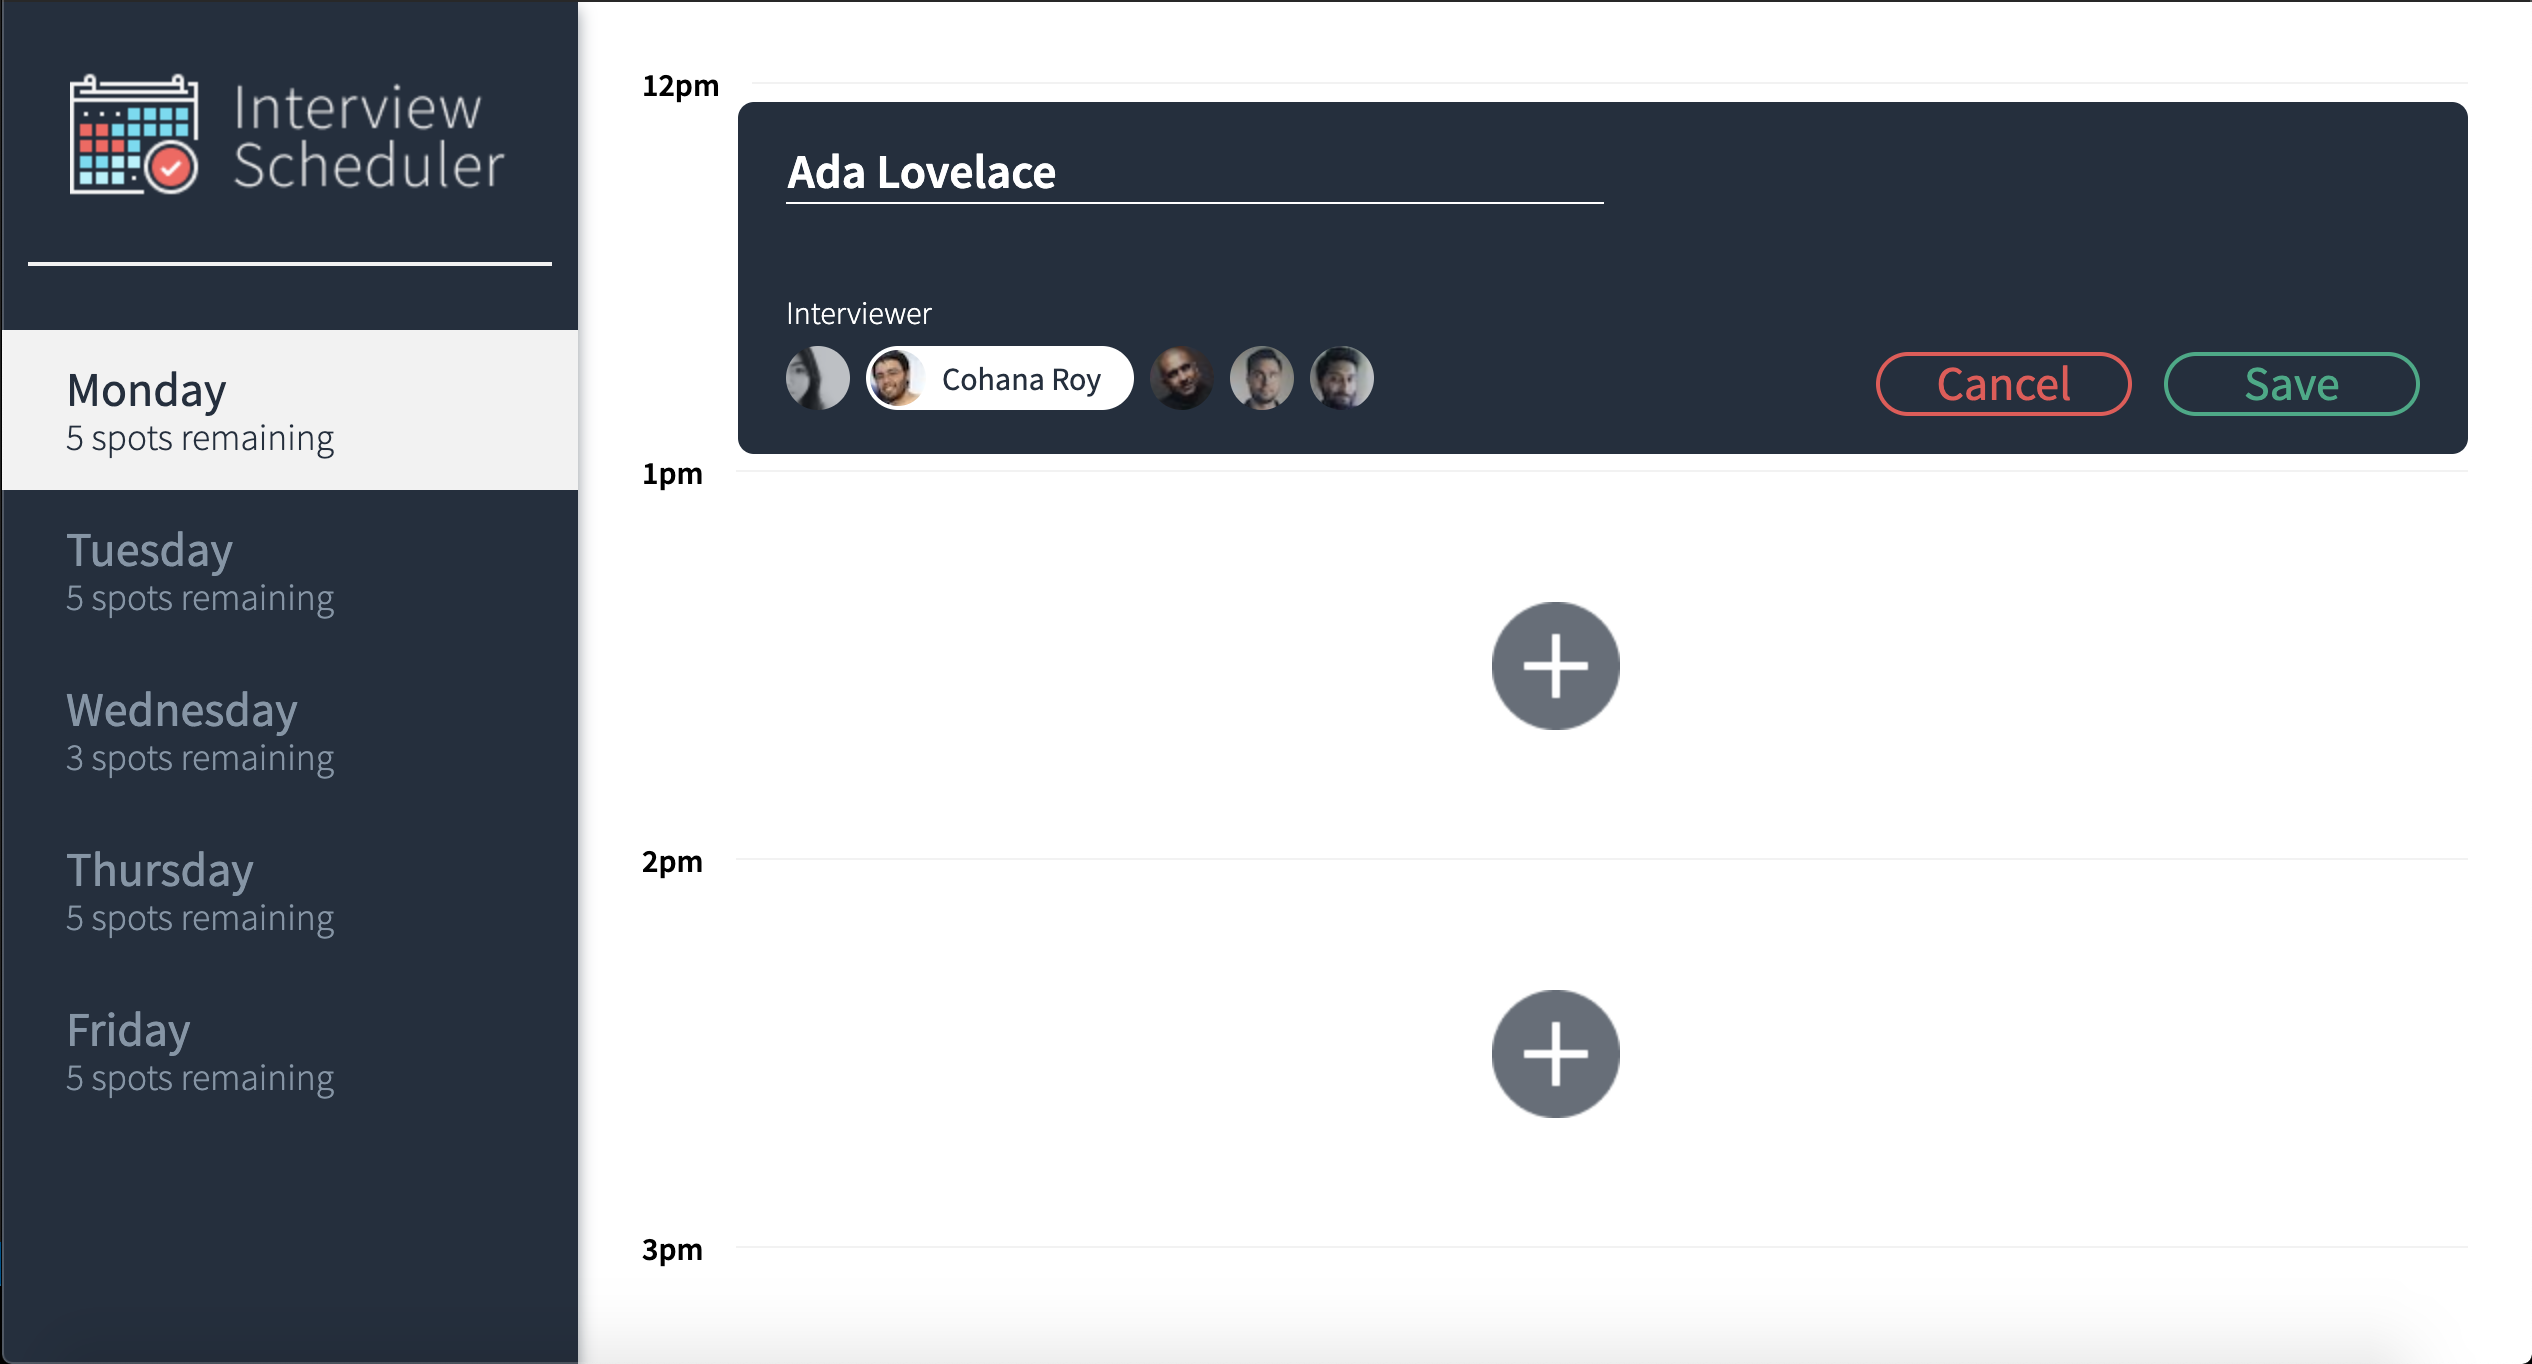 Interview
Scheduler
Monday
5 spots remaining
Tuesday
5 spots remaining
Wednesday
3 spots remaining
Thursday
5 spots remaining
Friday
5 spots remaining
12pm
Ada Lovelace
Interviewer
Cohana Roy
Cancel
Save
1pm
2pm
3pm